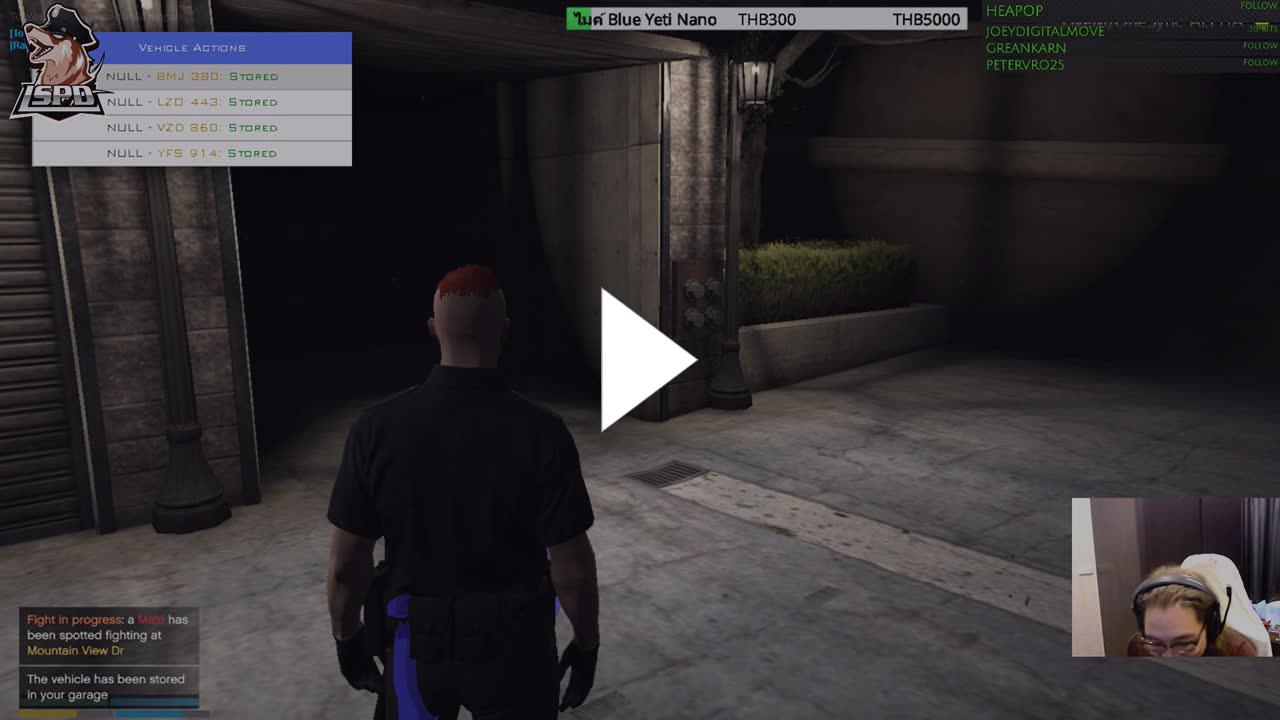 ไมค์ Blue Yeti Nano THB300 THB5000
HEAPOP FOLLOW
JOEYDIGITALMOVE 20 BITS
GREANKARN FOLLOW
PETERVRO25 FOLLOW
LSPD
Vehicle Actions
NULL - 8MJ 380: Stored
NULL - LZO 443: Stored
NULL - VZD 860: Stored
NULL - YFS 914: Stored
Fight in progress: a Male has
been spotted fighting at
Mountain View Dr
The vehicle has been stored
in your garage